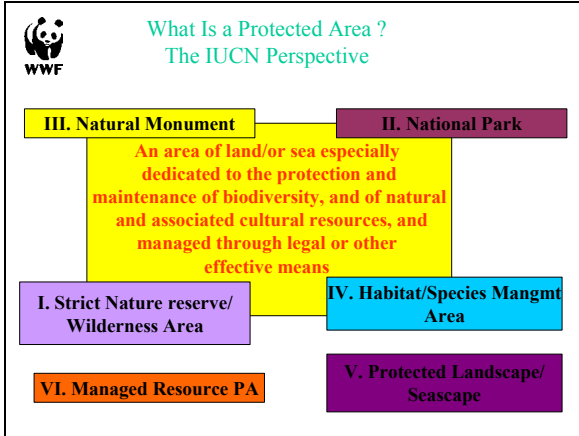 What Is a Protected Area ?
The IUCN Perspective
WWF
III. Natural Monument
II. National Park
An area of land/or sea especially
dedicated to the protection and
maintenance of biodiversity, and of natural
and associated cultural resources, and
managed through legal or other
effective means
I. Strict Nature reserve/
Wilderness Area
IV. Habitat/Species Mangmt
Area
VI. Managed Resource PA
V. Protected Landscape/
Seascape